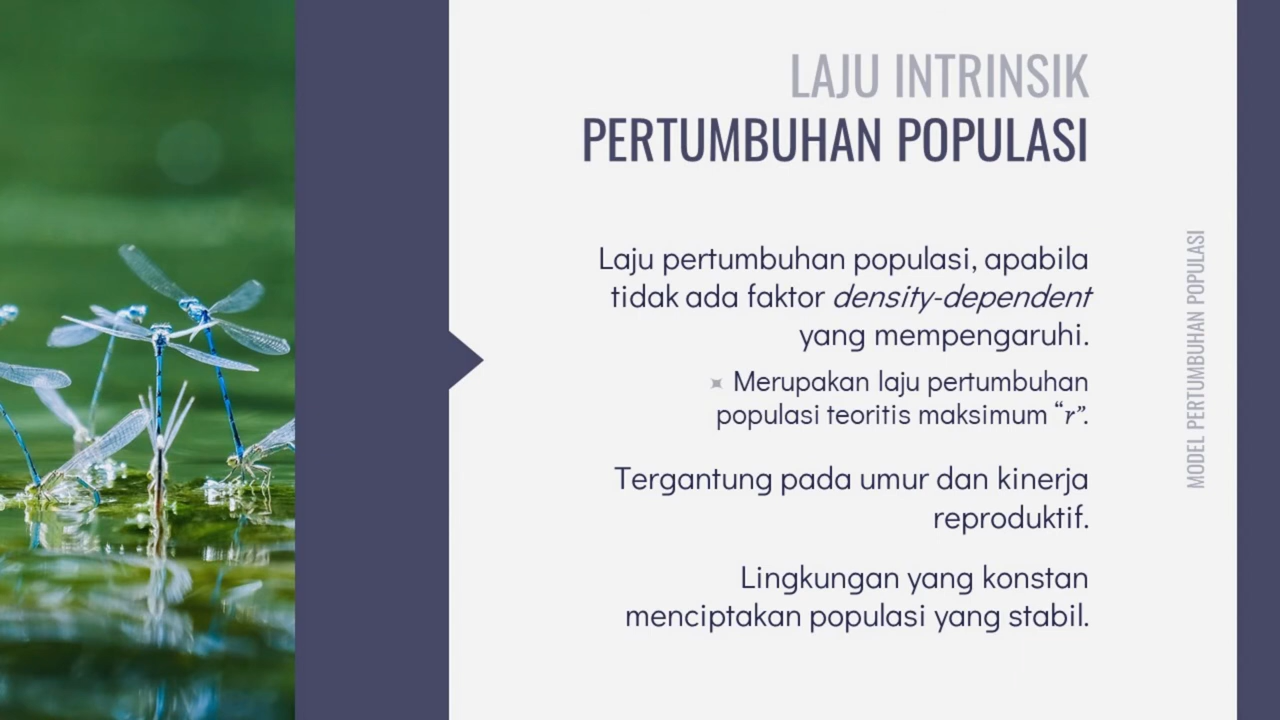 LAJU INTRINSIK
PERTUMBUHAN POPULASI
Laju pertumbuhan populasi, apabila
tidak ada faktor density-dependent
yang mempengaruhi.
Merupakan laju pertumbuhan
populasi teoritis maksimum “r”.
Tergantung pada umur dan kinerja
reproduktif.
Lingkungan yang konstan
menciptakan populasi yang stabil.
MODEL PERTUMBUHAN POPULASI